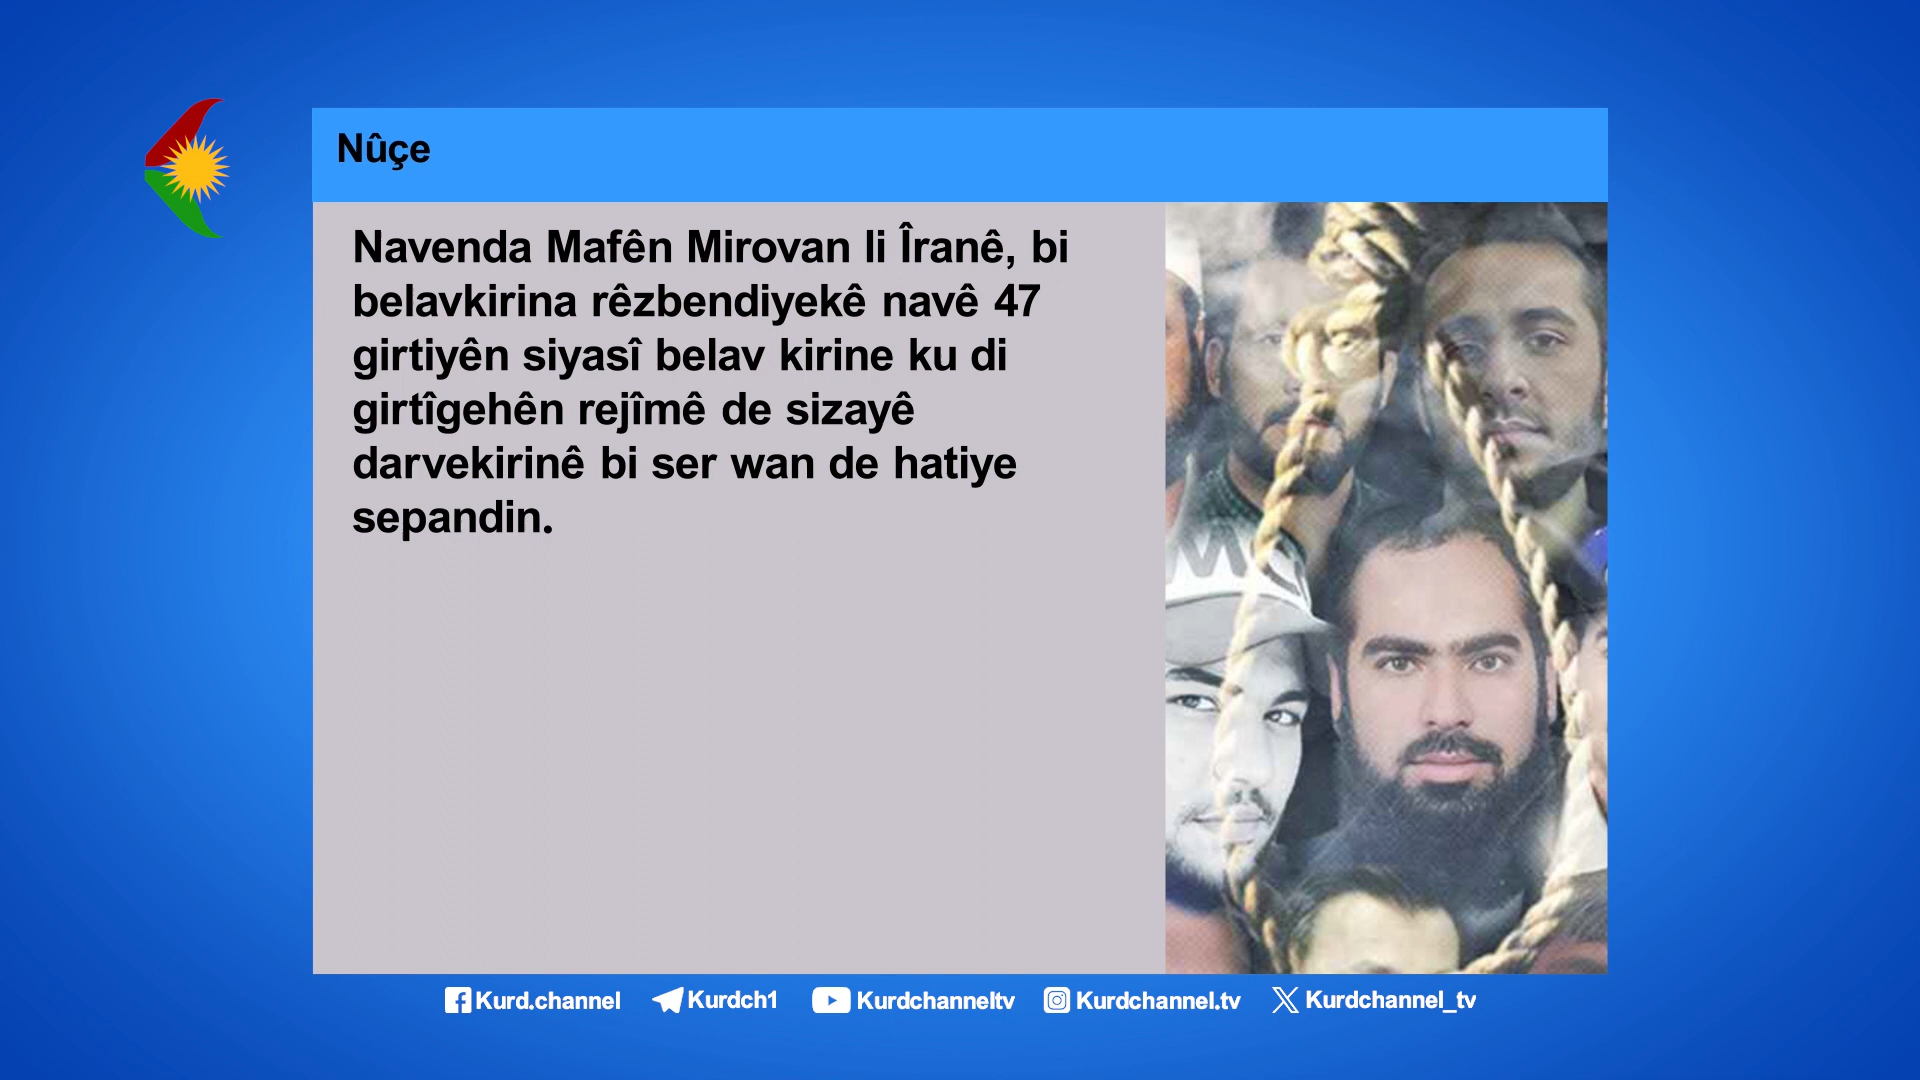 Nûçe
Navenda Mafên Mirovan li Îranê, bi
belavkirina rêzbendiyekê navê 47
girtiyên siyasî belav kirine ku di
girtîgehên rejîmê de sizayê
darvekirinê bi ser wan de hatiye
sepandin.
Kurd.channel Kurdch1 Kurdchanneltv Kurdchannel.tv Kurdchannel_tv